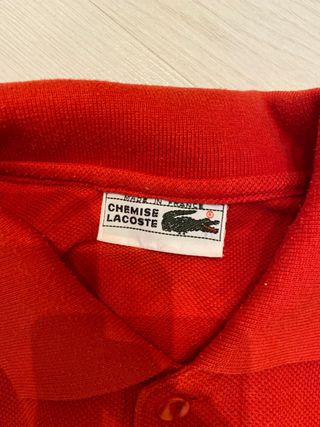 MADE IN FRANCE
CHEMISE
LACOSTE
®